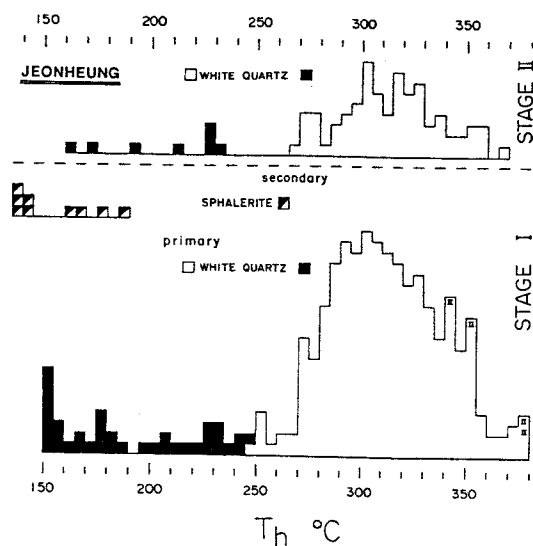 150 200 250 300 350
JEONHEUNG
WHITE QUARTZ
STAGE II
secondary
SPHALERITE
primary
WHITE QUARTZ
STAGE I
150 200 250 300 350
Th °C